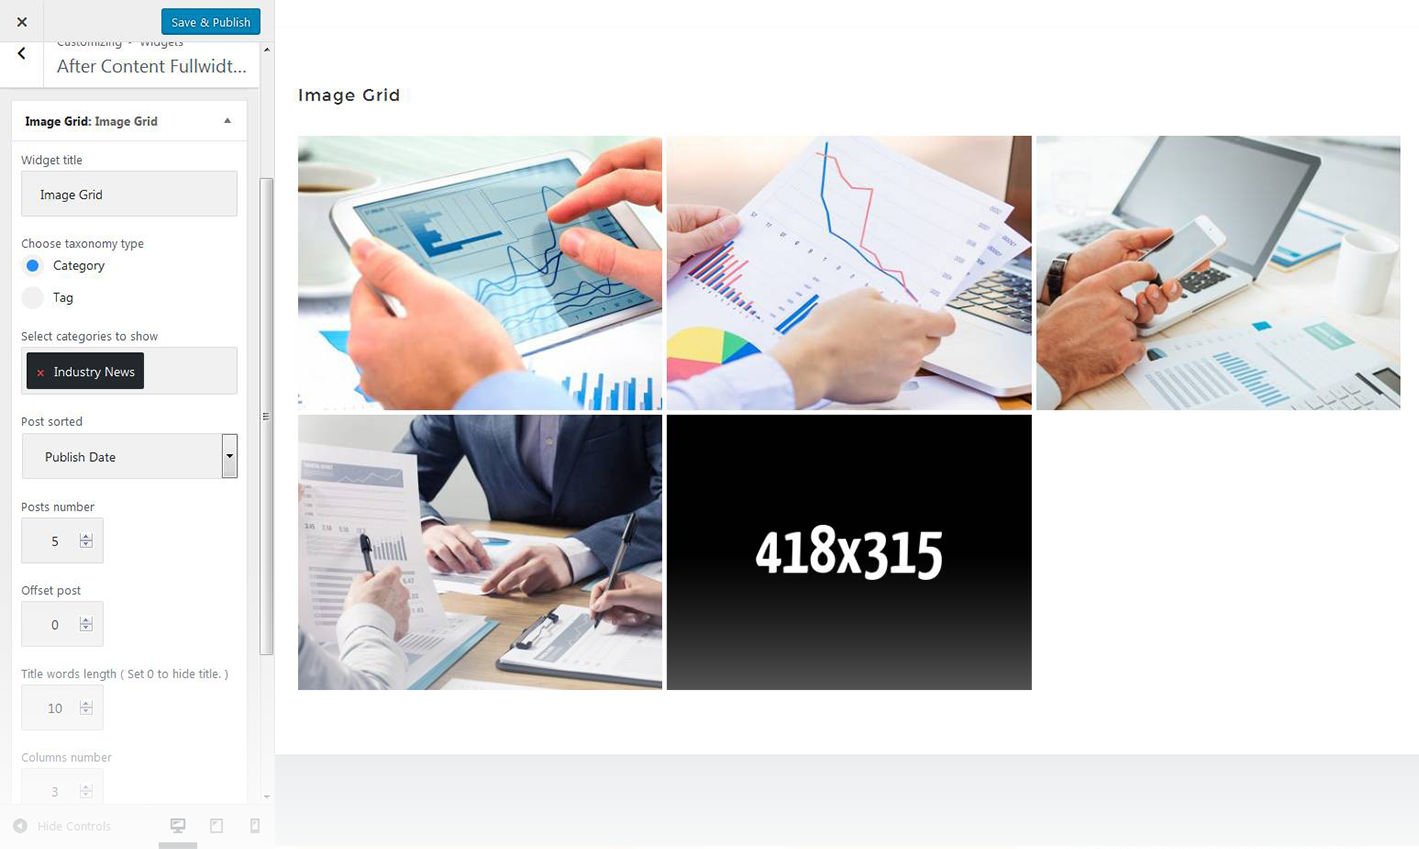 Save & Publish
Customizing > Widgets
After Content Fullwidt...
Image Grid: Image Grid
Widget title
Image Grid
Choose taxonomy type
Category
Tag
Select categories to show
× Industry News
Post sorted
Publish Date
Posts number
5
Offset post
0
Title words length ( Set 0 to hide title. )
10
Columns number
3
Hide Controls
Image Grid
418x315